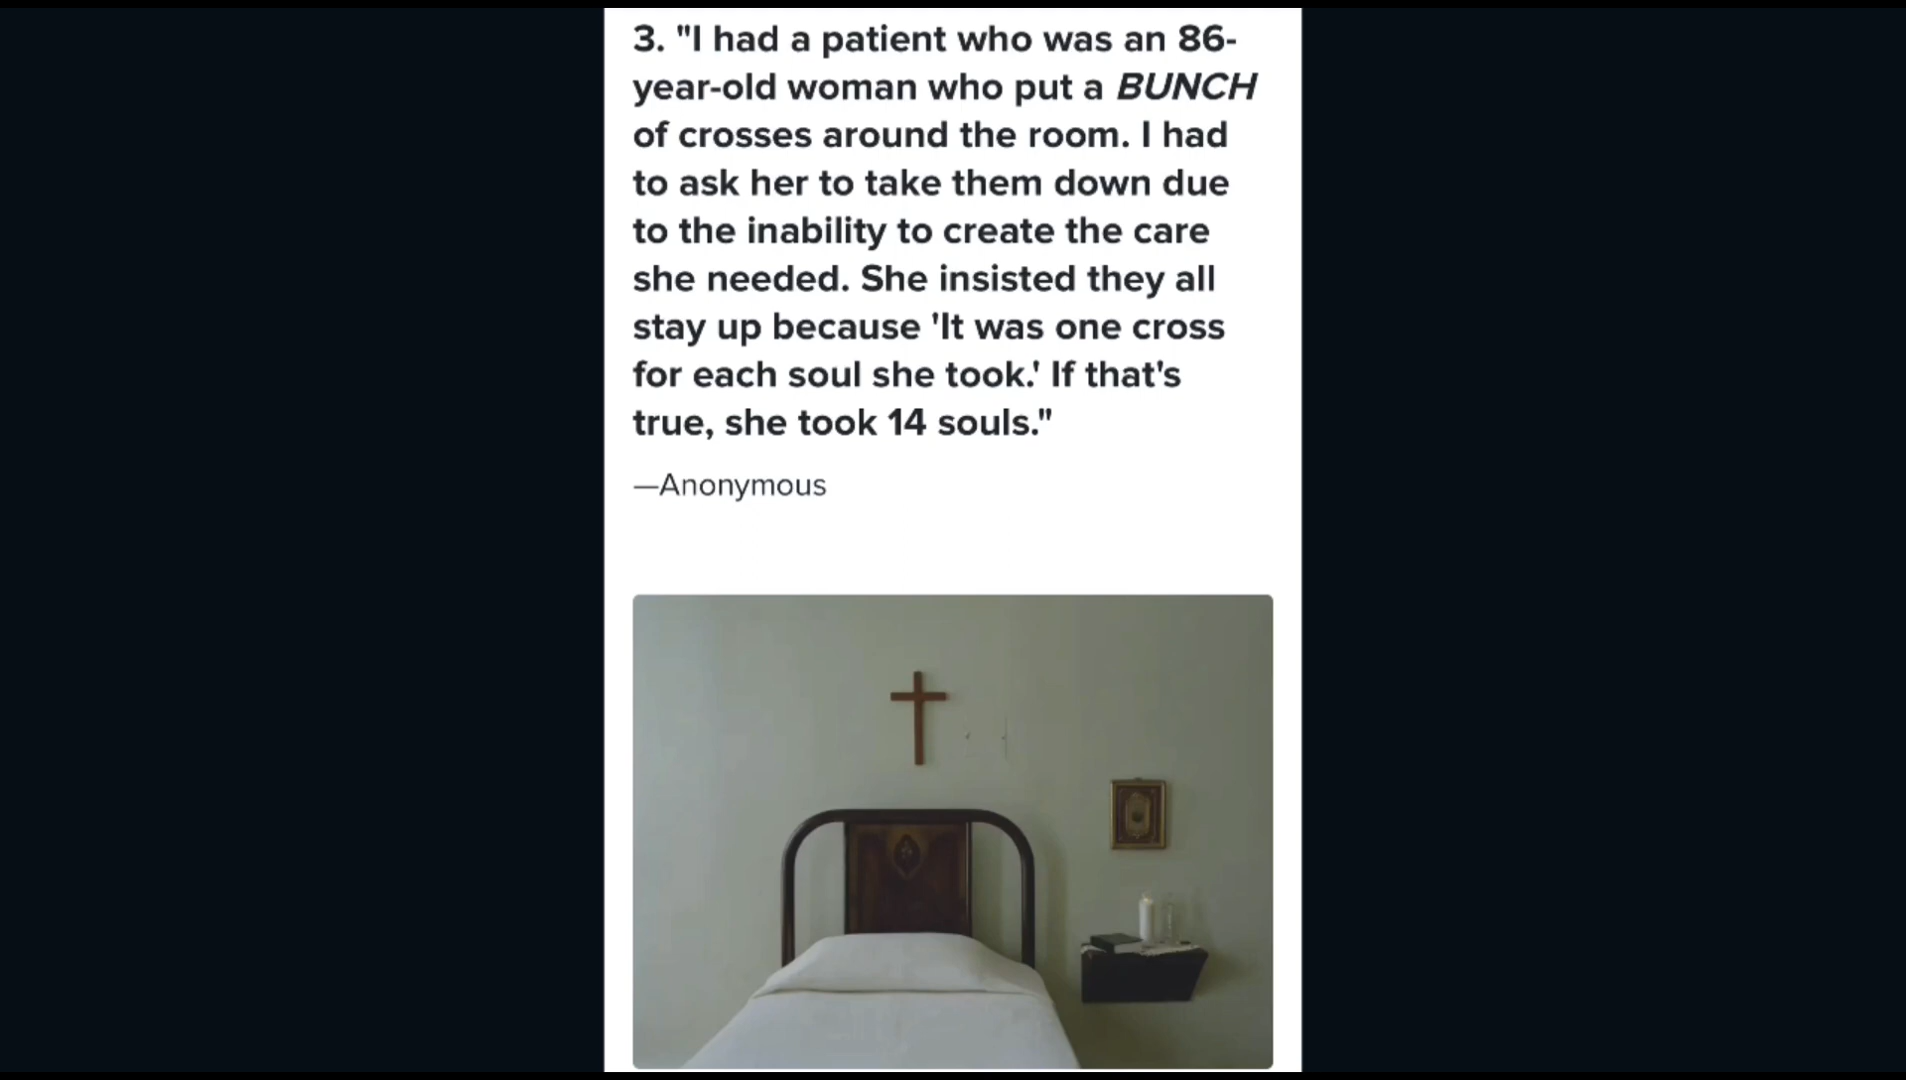 3. "I had a patient who was an 86-
year-old woman who put a BUNCH
of crosses around the room. I had
to ask her to take them down due
to the inability to create the care
she needed. She insisted they all
stay up because 'It was one cross
for each soul she took.' If that's
true, she took 14 souls."
—Anonymous